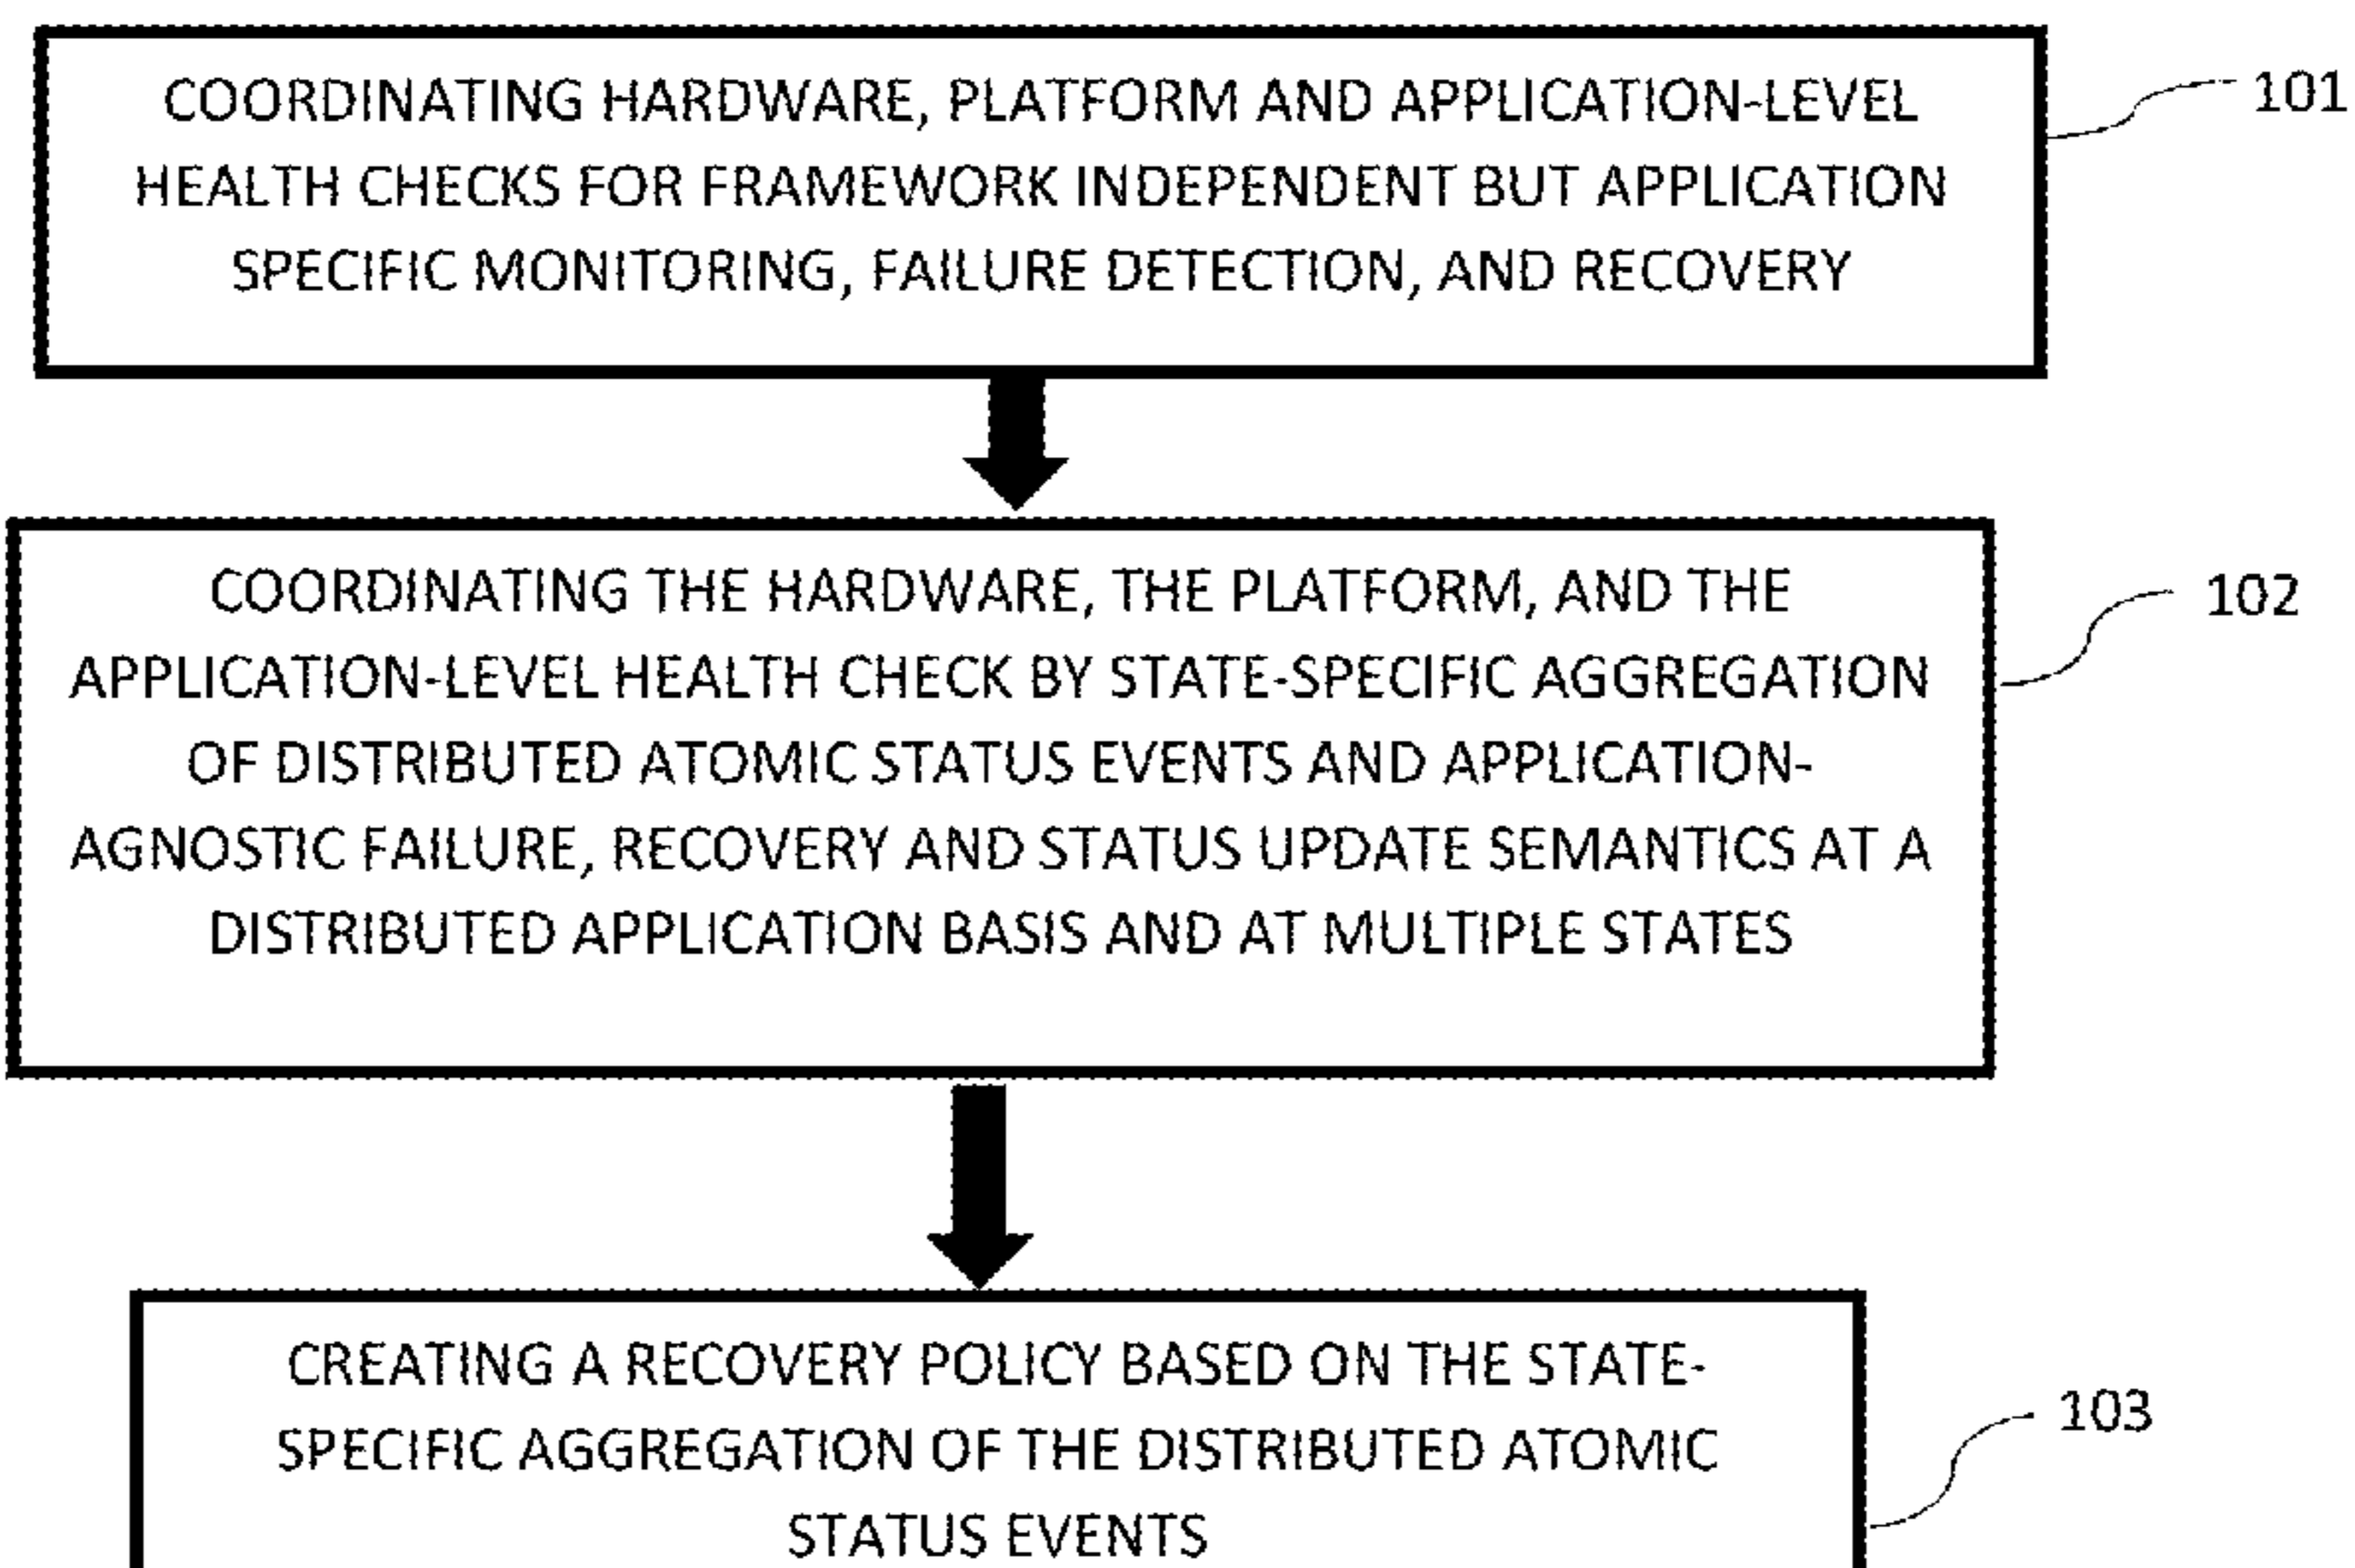 COORDINATING HARDWARE, PLATFORM AND APPLICATION-LEVEL
HEALTH CHECKS FOR FRAMEWORK INDEPENDENT BUT APPLICATION
SPECIFIC MONITORING, FAILURE DETECTION, AND RECOVERY
101
COORDINATING THE HARDWARE, THE PLATFORM, AND THE
APPLICATION-LEVEL HEALTH CHECK BY STATE-SPECIFIC AGGREGATION
OF DISTRIBUTED ATOMIC STATUS EVENTS AND APPLICATION-
AGNOSTIC FAILURE, RECOVERY AND STATUS UPDATE SEMANTICS AT A
DISTRIBUTED APPLICATION BASIS AND AT MULTIPLE STATES
102
CREATING A RECOVERY POLICY BASED ON THE STATE-
SPECIFIC AGGREGATION OF THE DISTRIBUTED ATOMIC
STATUS EVENTS
103